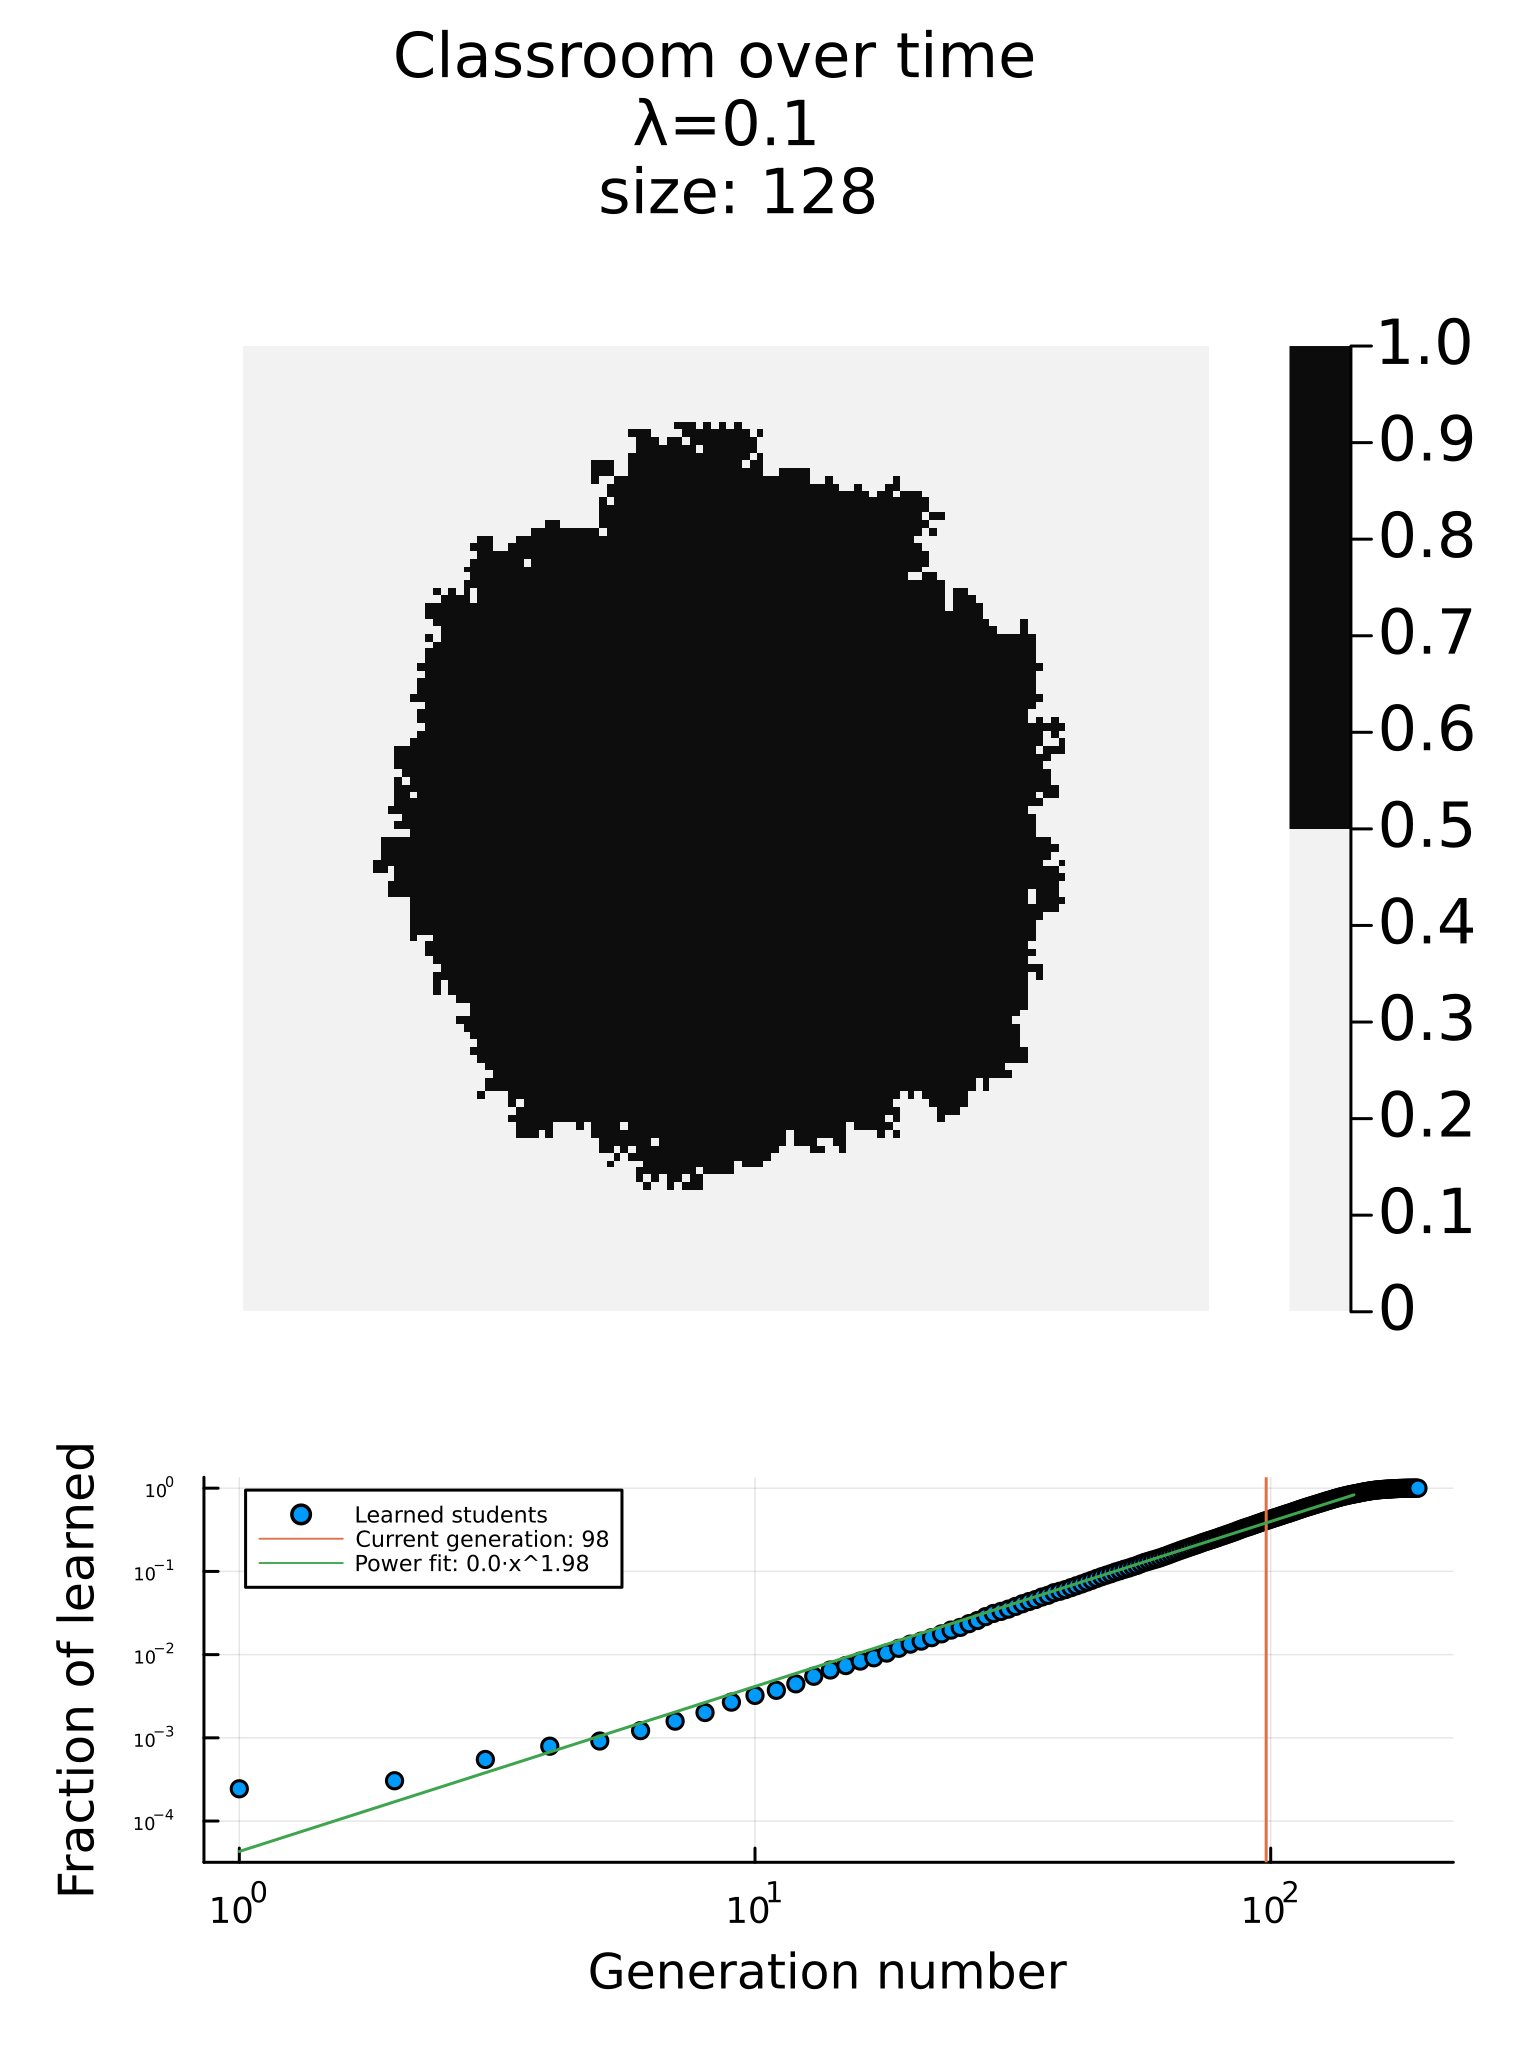 Classroom over time
λ=0.1
size: 128
1.0
0.9
0.8
0.7
0.6
0.5
0.4
0.3
0.2
0.1
0
Fraction of learned
10^0
10^-1
10^-2
10^-3
10^-4
Learned students
Current generation: 98
Power fit: 0.0·x^1.98
10^0 10^1 10^2
Generation number